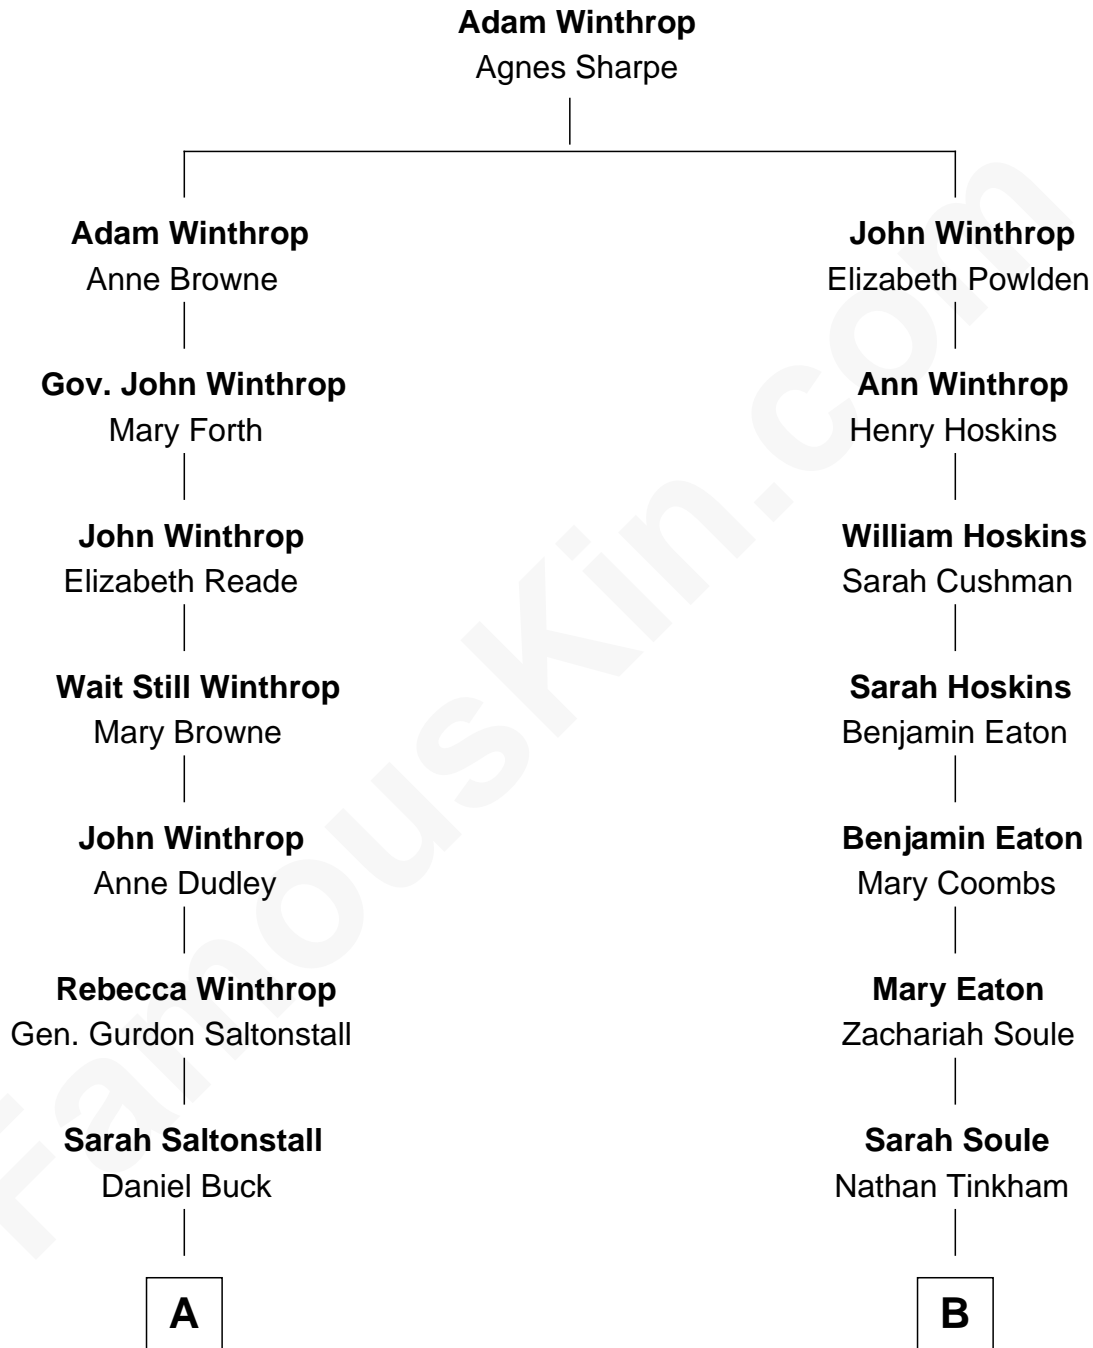 Adam Winthrop
Agnes Sharpe
Adam Winthrop
Anne Browne
John Winthrop
Elizabeth Powlden
Gov. John Winthrop
Mary Forth
Ann Winthrop
Henry Hoskins
John Winthrop
Elizabeth Reade
William Hoskins
Sarah Cushman
Wait Still Winthrop
Mary Browne
Sarah Hoskins
Benjamin Eaton
John Winthrop
Anne Dudley
Benjamin Eaton
Mary Coombs
Rebecca Winthrop
Gen. Gurdon Saltonstall
Mary Eaton
Zachariah Soule
Sarah Saltonstall
Daniel Buck
Sarah Soule
Nathan Tinkham
A
B
FamousKin.com